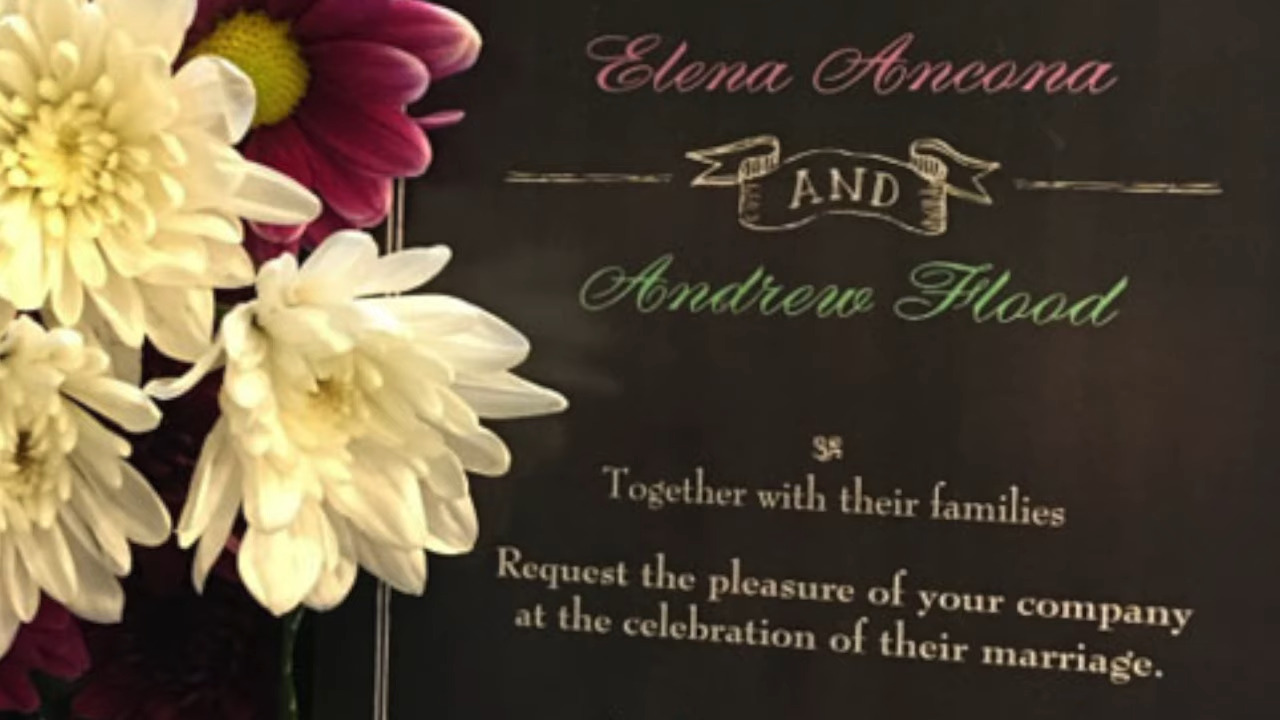 Elena Ancona
AND
Andrew Flood
Together with their families
Request the pleasure of your company
at the celebration of their marriage.